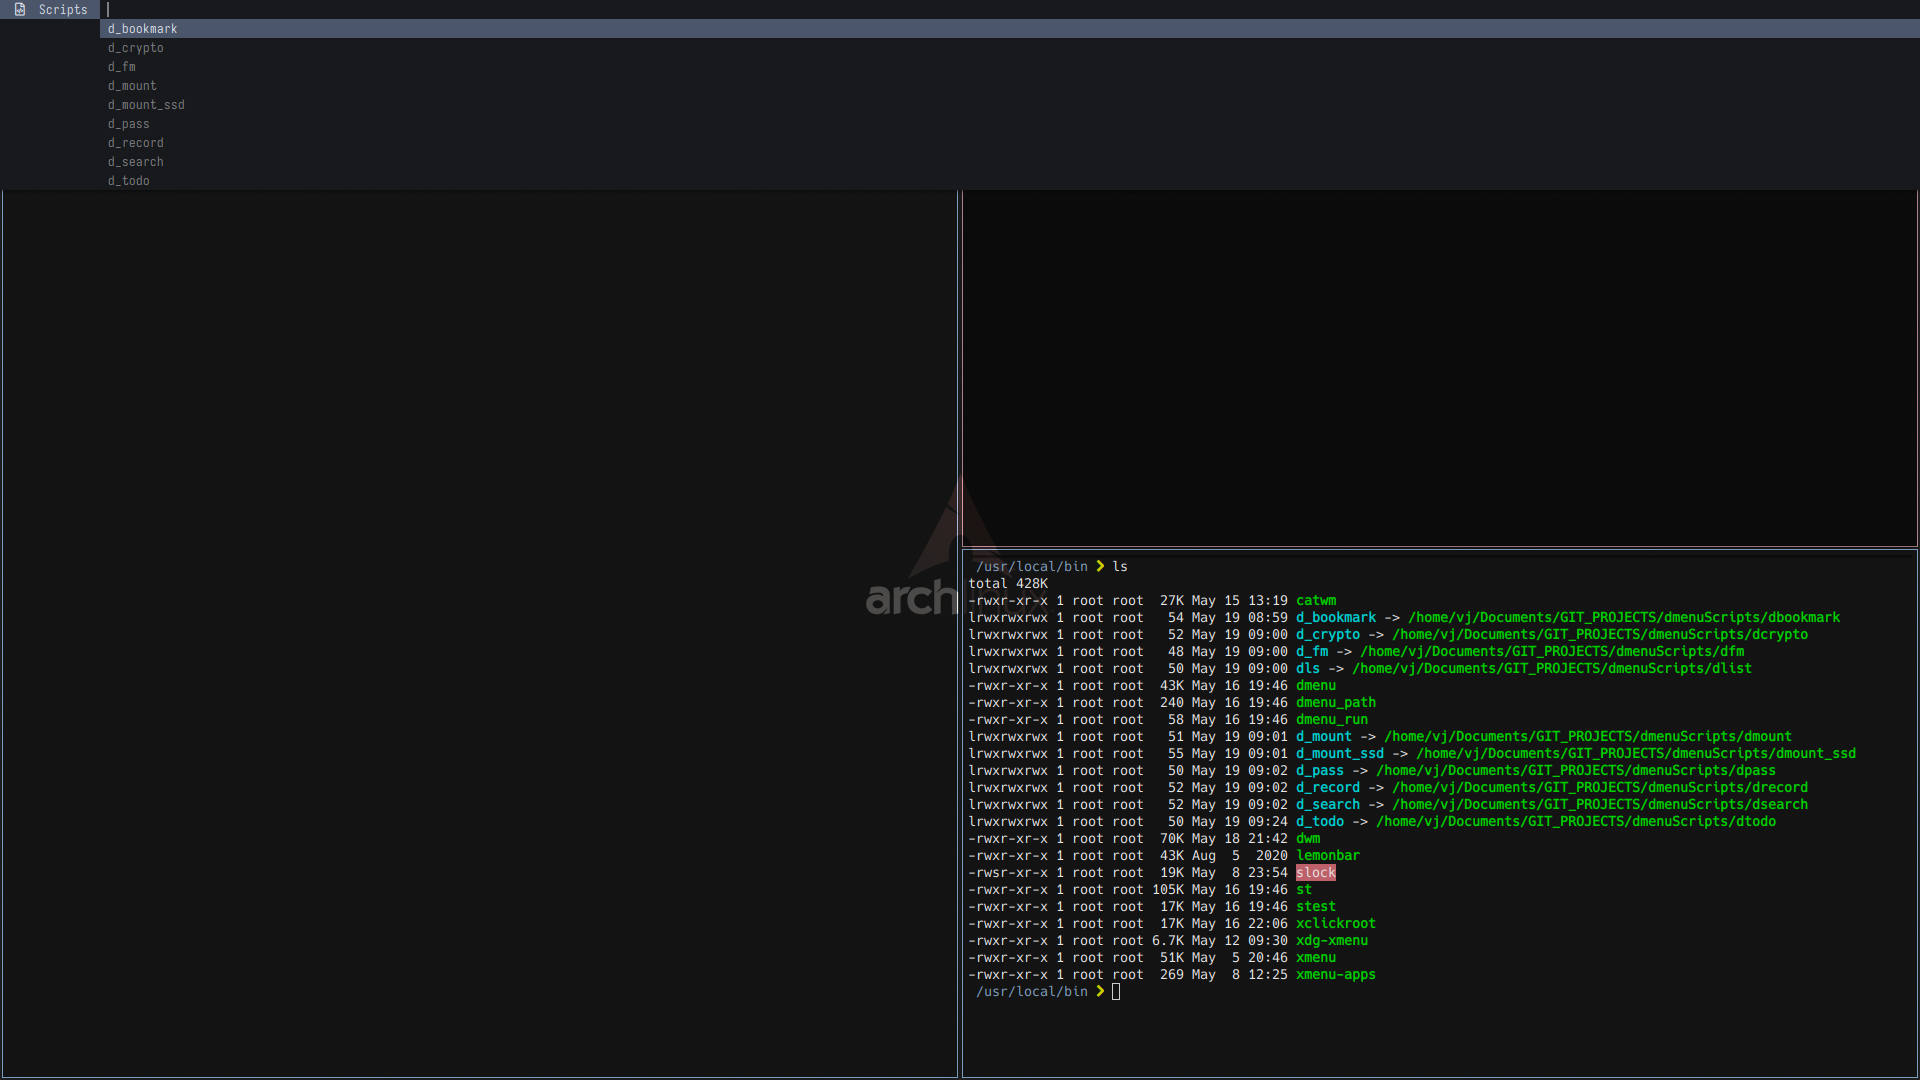 Scripts
d_bookmark
d_crypto
d_fm
d_mount
d_mount_ssd
d_pass
d_record
d_search
d_todo
archlinux
/usr/local/bin ❯ ls
total 428K
-rwxr-xr-x 1 root root  27K May 15 13:19 catwm
lrwxrwxrwx 1 root root   54 May 19 08:59 d_bookmark -> /home/vj/Documents/GIT_PROJECTS/dmenuScripts/dbookmark
lrwxrwxrwx 1 root root   52 May 19 09:00 d_crypto -> /home/vj/Documents/GIT_PROJECTS/dmenuScripts/dcrypto
lrwxrwxrwx 1 root root   48 May 19 09:00 d_fm -> /home/vj/Documents/GIT_PROJECTS/dmenuScripts/dfm
lrwxrwxrwx 1 root root   50 May 19 09:00 dls -> /home/vj/Documents/GIT_PROJECTS/dmenuScripts/dlist
-rwxr-xr-x 1 root root  43K May 16 19:46 dmenu
-rwxr-xr-x 1 root root  240 May 16 19:46 dmenu_path
-rwxr-xr-x 1 root root   58 May 16 19:46 dmenu_run
lrwxrwxrwx 1 root root   51 May 19 09:01 d_mount -> /home/vj/Documents/GIT_PROJECTS/dmenuScripts/dmount
lrwxrwxrwx 1 root root   55 May 19 09:01 d_mount_ssd -> /home/vj/Documents/GIT_PROJECTS/dmenuScripts/dmount_ssd
lrwxrwxrwx 1 root root   50 May 19 09:02 d_pass -> /home/vj/Documents/GIT_PROJECTS/dmenuScripts/dpass
lrwxrwxrwx 1 root root   52 May 19 09:02 d_record -> /home/vj/Documents/GIT_PROJECTS/dmenuScripts/drecord
lrwxrwxrwx 1 root root   52 May 19 09:02 d_search -> /home/vj/Documents/GIT_PROJECTS/dmenuScripts/dsearch
lrwxrwxrwx 1 root root   50 May 19 09:24 d_todo -> /home/vj/Documents/GIT_PROJECTS/dmenuScripts/dtodo
-rwxr-xr-x 1 root root  70K May 18 21:42 dwm
-rwxr-xr-x 1 root root  43K Aug  5  2020 lemonbar
-rwsr-xr-x 1 root root  19K May  8 23:54 slock
-rwxr-xr-x 1 root root 105K May 16 19:46 st
-rwxr-xr-x 1 root root  17K May 16 19:46 stest
-rwxr-xr-x 1 root root  17K May 16 22:06 xclickroot
-rwxr-xr-x 1 root root 6.7K May 12 09:30 xdg-xmenu
-rwxr-xr-x 1 root root  51K May  5 20:46 xmenu
-rwxr-xr-x 1 root root  269 May  8 12:25 xmenu-apps
/usr/local/bin ❯